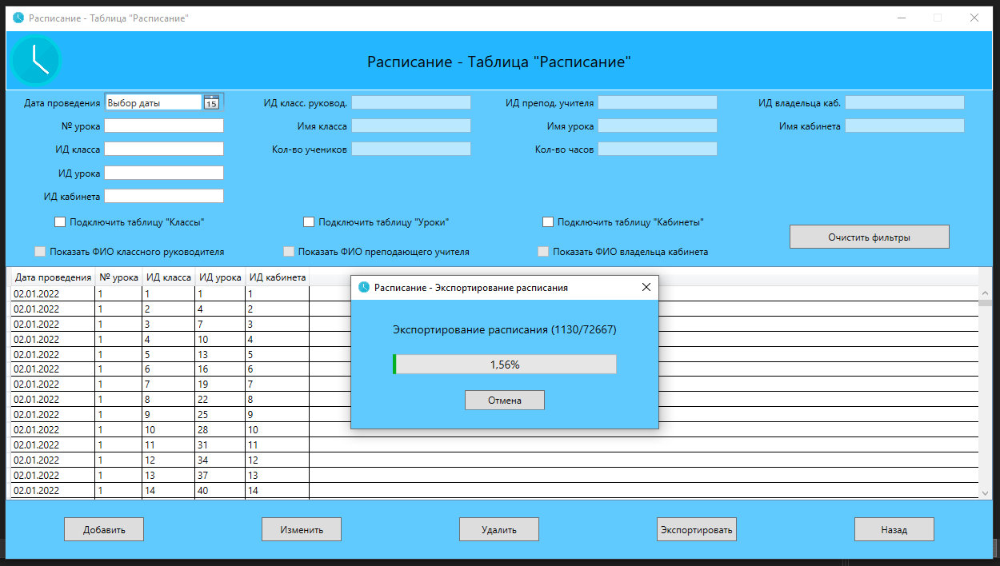 Расписание - Таблица "Расписание"
Расписание - Таблица "Расписание"
Дата проведения Выбор даты 15 ИД класс. руковод. ИД препод. учителя ИД владельца каб.
№ урока Имя класса Имя урока Имя кабинета
ИД класса Кол-во учеников Кол-во часов
ИД урока
ИД кабинета
Подключить таблицу "Классы" Подключить таблицу "Уроки" Подключить таблицу "Кабинеты"
Очистить фильтры
Показать ФИО классного руководителя Показать ФИО преподающего учителя Показать ФИО владельца кабинета
Дата проведения № урока ИД класса ИД урока ИД кабинета
02.01.2022 1 1 1 1
02.01.2022 1 2 4 2
02.01.2022 1 3 7 3
02.01.2022 1 4 10 4
02.01.2022 1 5 13 5
02.01.2022 1 6 16 6
02.01.2022 1 7 19 7
02.01.2022 1 8 22 8
02.01.2022 1 9 25 9
02.01.2022 1 10 28 10
02.01.2022 1 11 31 11
02.01.2022 1 12 34 12
02.01.2022 1 13 37 13
02.01.2022 1 14 40 14
Расписание - Экспортирование расписания
Экспортирование расписания (1130/72667)
1,56%
Отмена
Добавить Изменить Удалить Экспортировать Назад